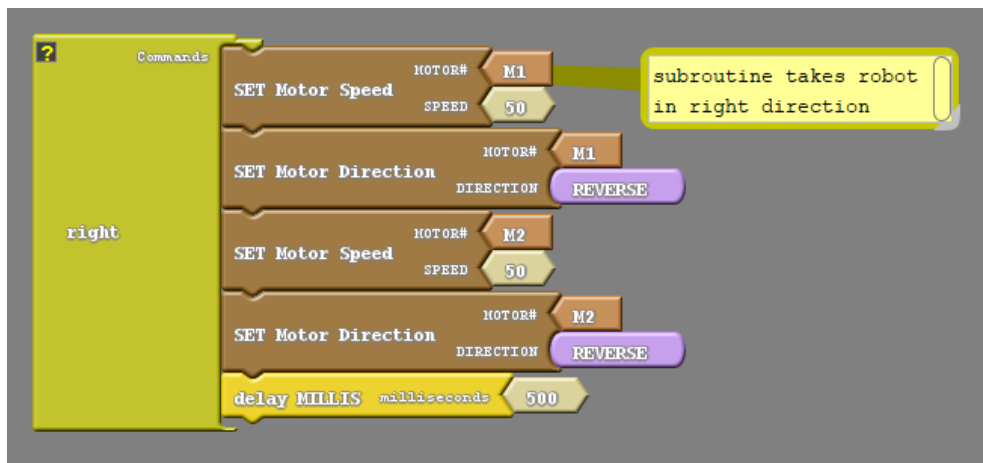 ?
Commands
right
SET Motor Speed
MOTOR# M1
SPEED 50
subroutine takes robot
in right direction
SET Motor Direction
MOTOR# M1
DIRECTION REVERSE
SET Motor Speed
MOTOR# M2
SPEED 50
SET Motor Direction
MOTOR# M2
DIRECTION REVERSE
delay MILLIS milliseconds 500